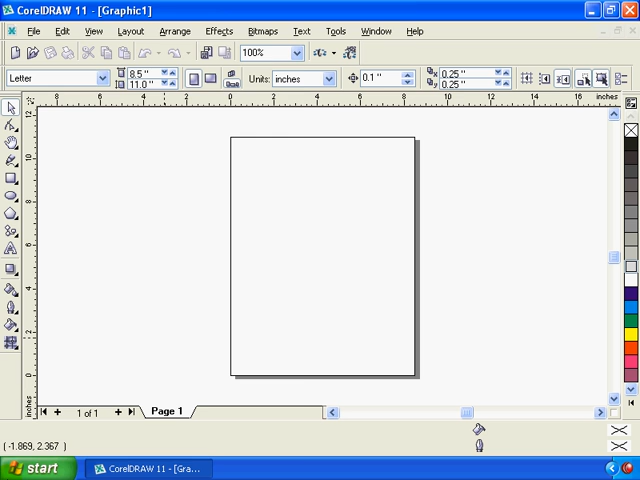 CorelDRAW 11 - [Graphic1]
File Edit View Layout Arrange Effects Bitmaps Text Tools Window Help
100%
Letter 8.5 " 11.0 " Units: inches 0.1 " 0.25 " 0.25 "
8 6 4 2 0 2 4 6 8 10 12 14 16 inches
12
10
8
6
4
2
0
inches
1 of 1 Page 1
( -1.869, 2.367 )
start CorelDRAW 11 - [Gra...